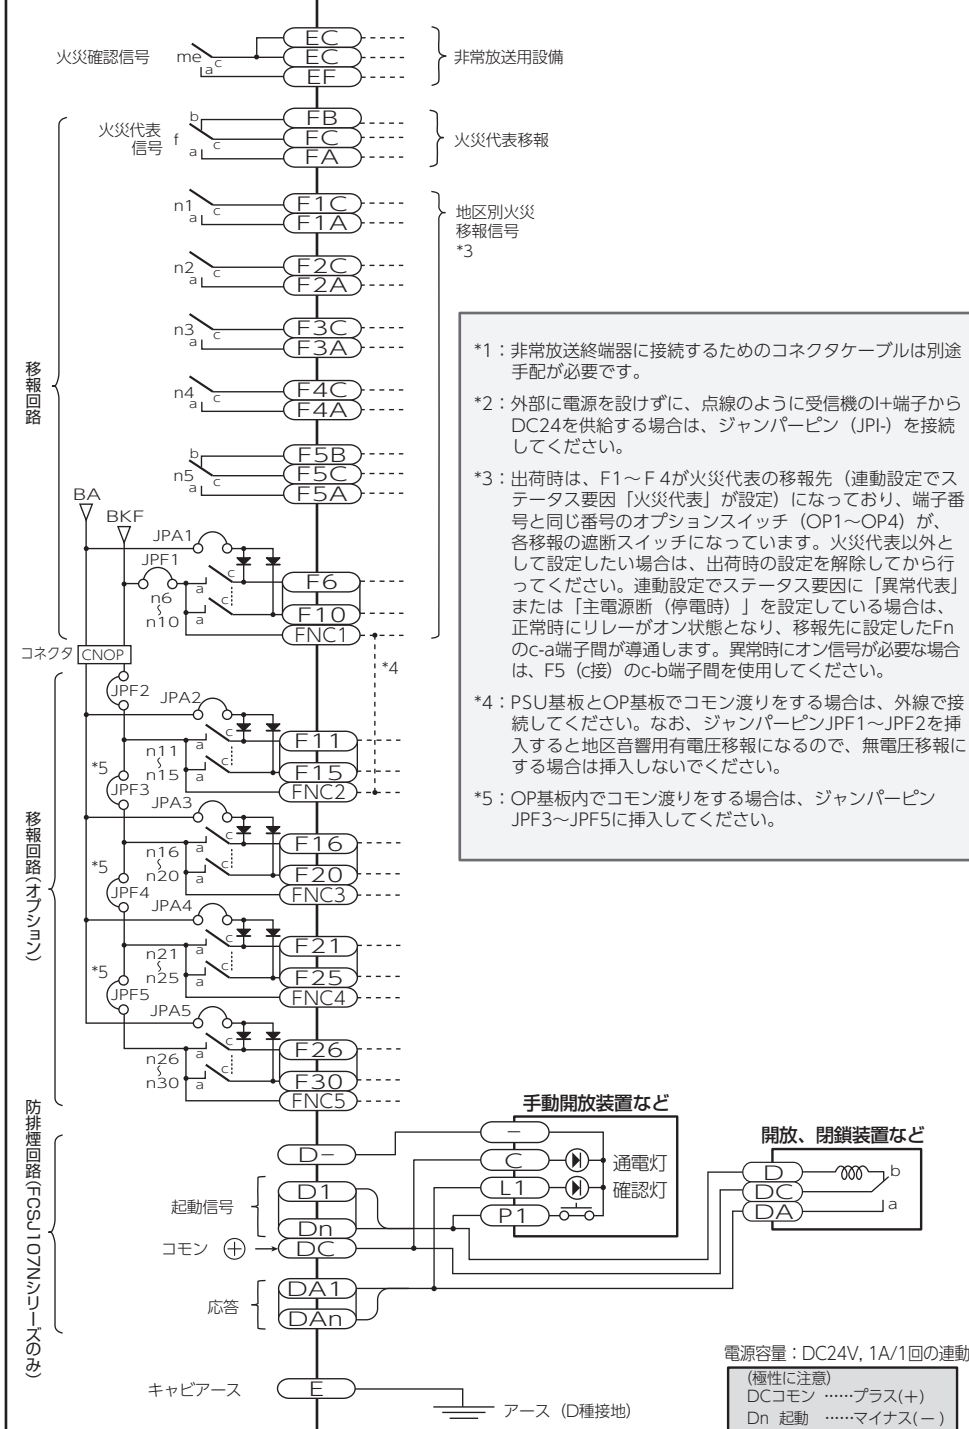 火災確認信号
me
a
c
EC
EC
EF
非常放送用設備
火災代表
信号
f
b
c
a
FB
FC
FA
火災代表移報
n1
a
c
F1C
F1A
地区別火災
移報信号
*3
n2
a
c
F2C
F2A
n3
a
c
F3C
F3A
n4
a
c
F4C
F4A
n5
b
a
c
F5B
F5C
F5A
移報回路
BA
BKF
JPA1
JPF1
n6
〜
n10
a
c
a
c
F6
F10
FNC1
*4
コネクタ
CNOP
JPF2
JPA2
n11
〜
n15
a
c
a
c
F11
F15
FNC2
*5
JPF3
JPA3
n16
〜
n20
a
c
a
c
F16
F20
FNC3
*5
JPF4
JPA4
n21
〜
n25
a
c
a
c
F21
F25
FNC4
*5
JPF5
JPA5
n26
〜
n30
a
c
a
c
F26
F30
FNC5
移報回路(オプション)
*1：非常放送終端器に接続するためのコネクタケーブルは別途
手配が必要です。
*2：外部に電源を設けずに、点線のように受信機のI+端子から
DC24を供給する場合は、ジャンパーピン（JPI-）を接続
してください。
*3：出荷時は、F1～Ｆ4が火災代表の移報先（連動設定でス
テータス要因「火災代表」が設定）になっており、端子番
号と同じ番号のオプションスイッチ（OP1～OP4）が、
各移報の遮断スイッチになっています。火災代表以外と
して設定したい場合は、出荷時の設定を解除してから行
ってください。連動設定でステータス要因に「異常代表」
または「主電源断（停電時）」を設定している場合は、
正常時にリレーがオン状態となり、移報先に設定したFn
のc-a端子間が導通します。異常時にオン信号が必要な場合
は、F5（c接）のc-b端子間を使用してください。
*4：PSU基板とOP基板でコモン渡りをする場合は、外線で接
続してください。なお、ジャンパーピンJPF1～JPF2を挿
入すると地区音響用有電圧移報になるので、無電圧移報に
する場合は挿入しないでください。
*5：OP基板内でコモン渡りをする場合は、ジャンパーピン
JPF3～JPF5に挿入してください。
防排煙回路(FCSJ107Nシリーズのみ)
D−
起動信号
D1
Dn
コモン
+
DC
応答
DA1
DAn
手動開放装置など
−
C
L1
P1
通電灯
確認灯
開放、閉鎖装置など
D
DC
DA
b
a
キャビアース
E
アース（D種接地）
電源容量：DC24V, 1A/1回の連動
(極性に注意)
DCコモン ……プラス(+)
Dn 起動 ……マイナス(－)